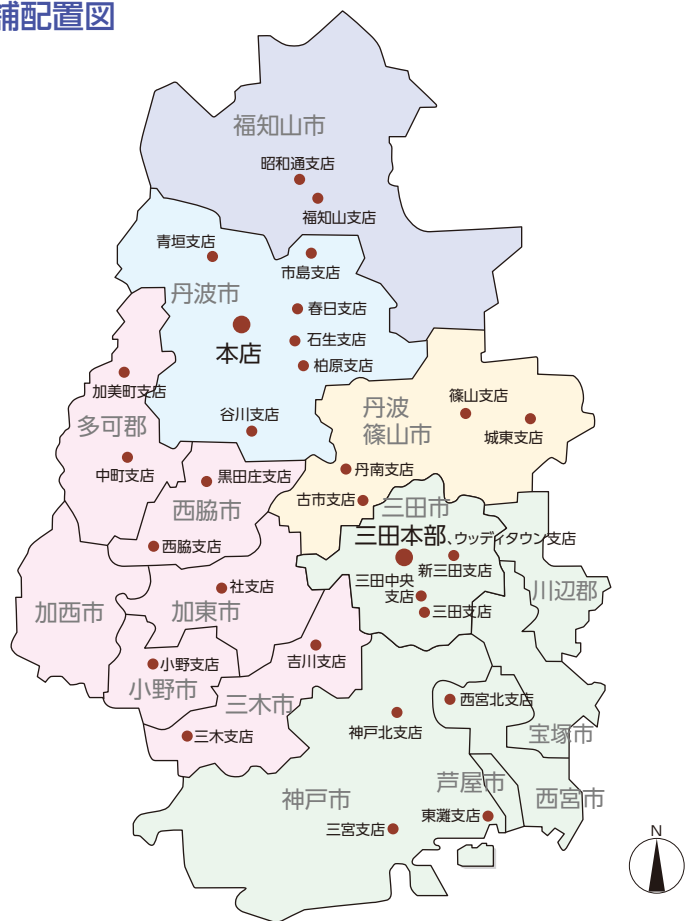 舗配置図
福知山市
昭和通支店
福知山支店
青垣支店
市島支店
丹波市
春日支店
本店
石生支店
柏原支店
加美町支店
谷川支店
多可郡
丹波
篠山市
篠山支店
城東支店
中町支店
黒田庄支店
丹南支店
古市支店
西脇市
西脇支店
三田市
三田本部、ウッディタウン支店
新三田支店
三田中央
支店
三田支店
川辺郡
加西市
加東市
社支店
吉川支店
小野支店
小野市
三木市
三木支店
西宮北支店
神戸北支店
宝塚市
芦屋市
西宮市
神戸市
三宮支店
東灘支店
N